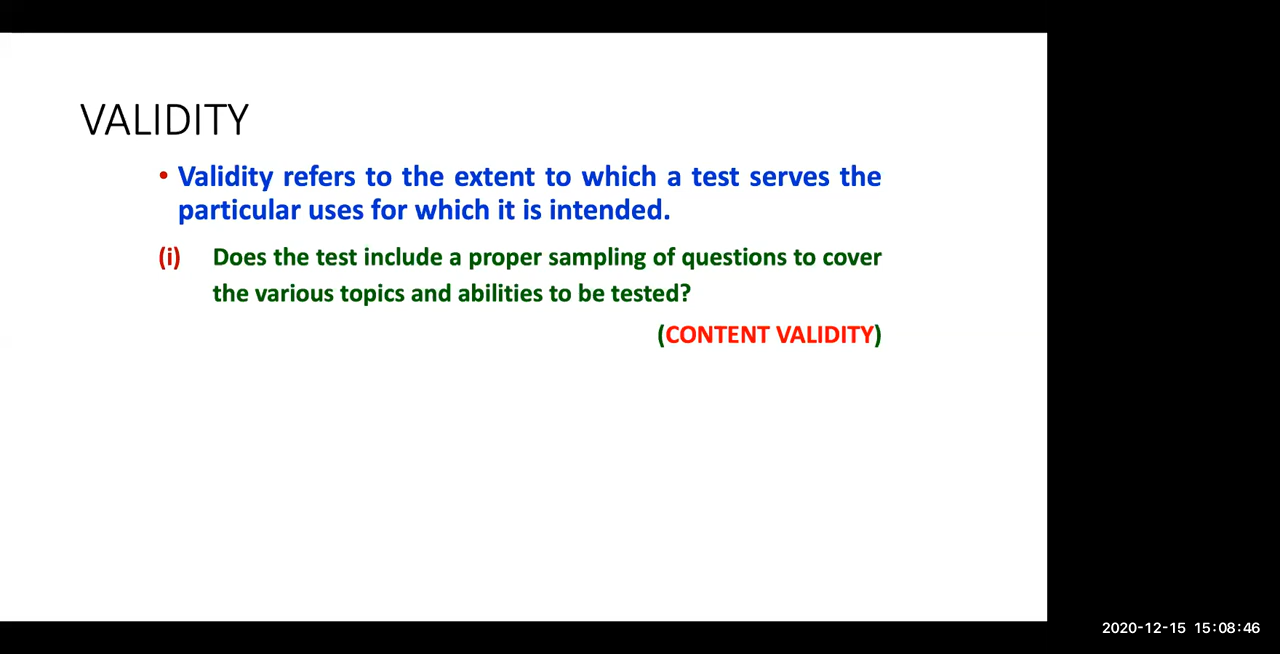 VALIDITY
• Validity refers to the extent to which a test serves the
particular uses for which it is intended.
(i) Does the test include a proper sampling of questions to cover
the various topics and abilities to be tested?
(CONTENT VALIDITY)
2020-12-15 15:08:46